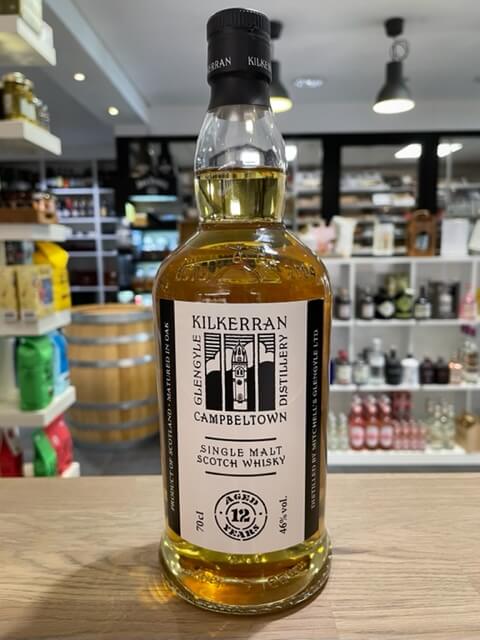 KILKERRAN
KILKERRAN
GLENGYLE
DISTILLERY
CAMPBELTOWN
SINGLE MALT
SCOTCH WHISKY
AGED
12
YEARS
70cl
46% vol.
PRODUCT OF SCOTLAND - MATURED IN OAK
DISTILLED BY MITCHELL'S GLENGYLE LTD.